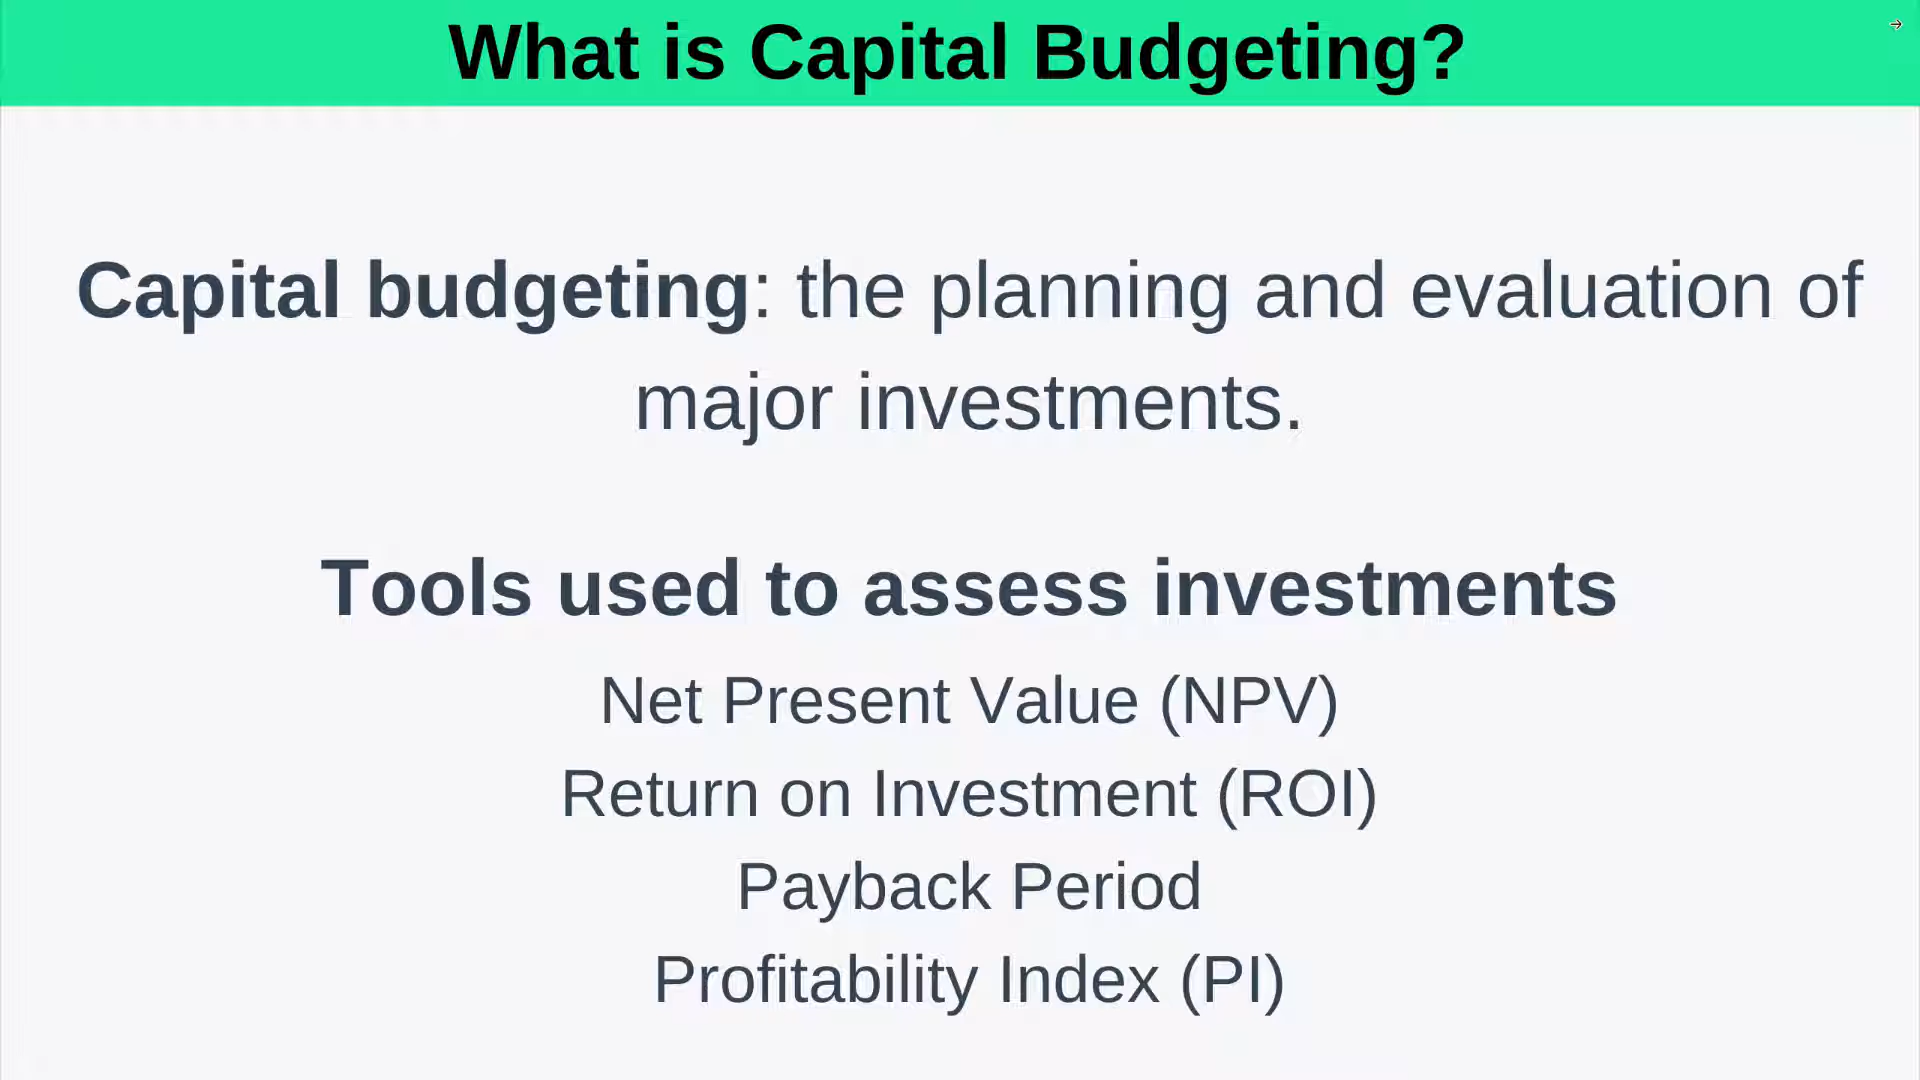 What is Capital Budgeting?
Capital budgeting: the planning and evaluation of
major investments.
Tools used to assess investments
Net Present Value (NPV)
Return on Investment (ROI)
Payback Period
Profitability Index (PI)